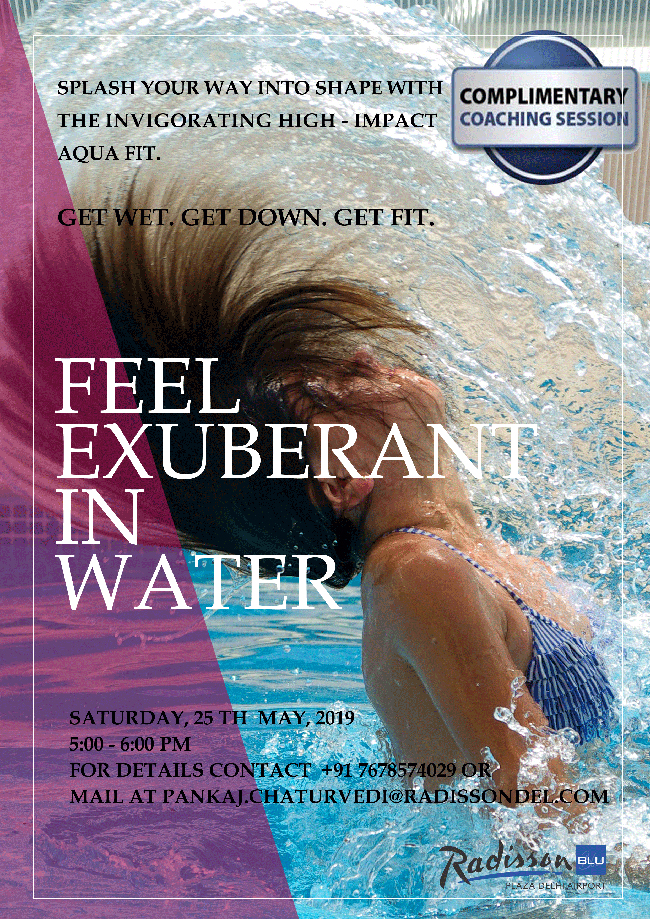 SPLASH YOUR WAY INTO SHAPE WITH
THE INVIGORATING HIGH - IMPACT
AQUA FIT.
COMPLIMENTARY
COACHING SESSION
GET WET. GET DOWN. GET FIT.
FEEL
EXUBERANT
IN
WATER
SATURDAY, 25 TH MAY, 2019
5:00 - 6:00 PM
FOR DETAILS CONTACT +91 7678574029 OR
MAIL AT PANKAJ.CHATURVEDI@RADISSONDEL.COM
Radisson BLU
PLAZA DELHI AIRPORT